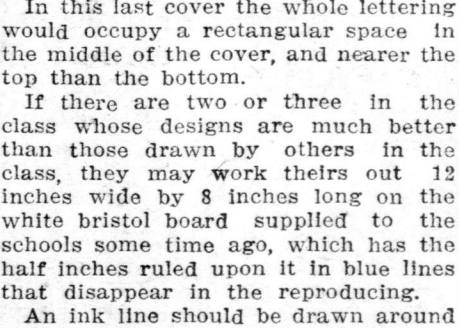 In this last cover the whole lettering
would occupy a rectangular space in
the middle of the cover, and nearer the
top than the bottom.
If there are two or three in the
class whose designs are much better
than those drawn by others in the
class, they may work theirs out 12
inches wide by 8 inches long on the
white bristol board supplied to the
schools some time ago, which has the
half inches ruled upon it in blue lines
that disappear in the reproducing.
An ink line should be drawn around